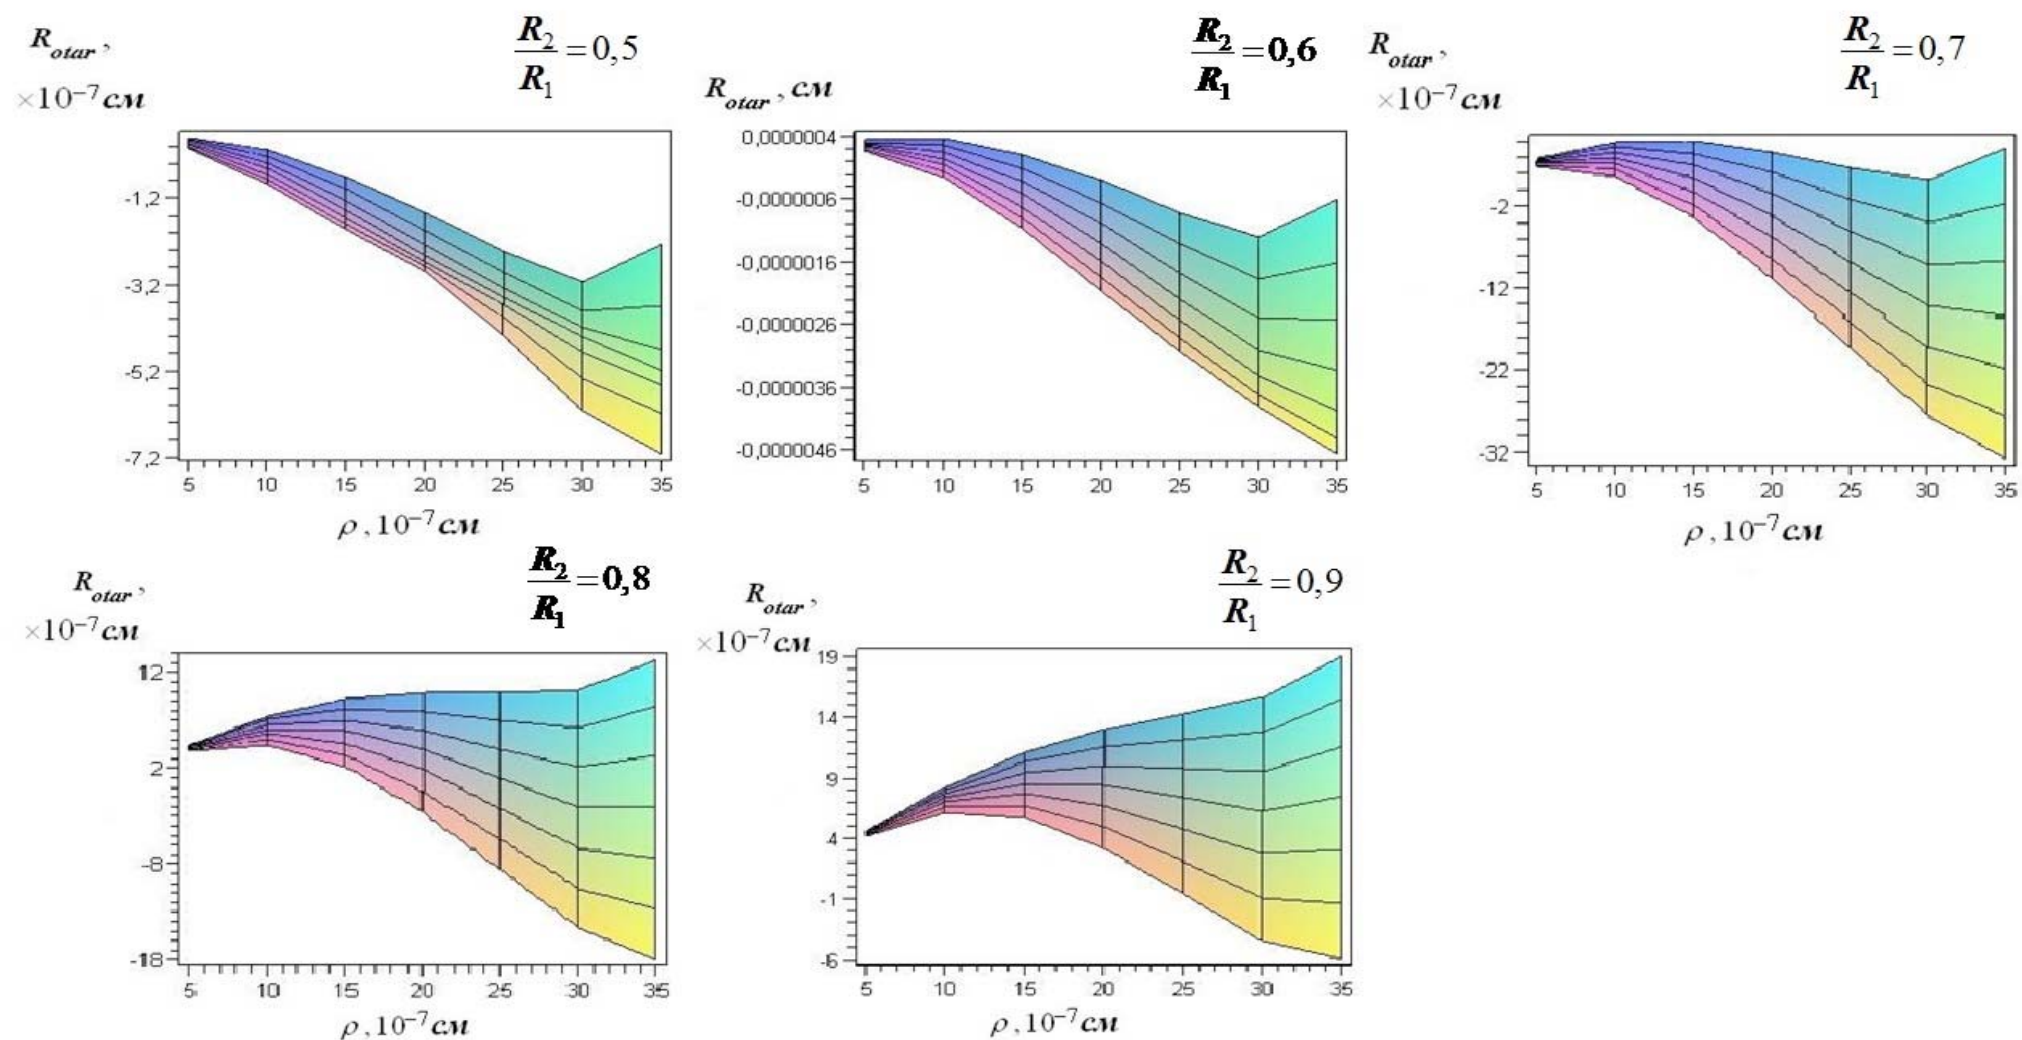 R_otar, ×10⁻⁷ см
R₂/R₁ = 0,5
-1,2
-3,2
-5,2
-7,2
5 10 15 20 25 30 35
ρ, 10⁻⁷ см
R_otar, см
R₂/R₁ = 0,6
0,0000004
-0,0000006
-0,0000016
-0,0000026
-0,0000036
-0,0000046
5 10 15 20 25 30 35
ρ, 10⁻⁷ см
R_otar, ×10⁻⁷ см
R₂/R₁ = 0,7
-2
-12
-22
-32
5 10 15 20 25 30 35
ρ, 10⁻⁷ см
R_otar, ×10⁻⁷ см
R₂/R₁ = 0,8
12
2
-8
-18
5 10 15 20 25 30 35
ρ, 10⁻⁷ см
R_otar, ×10⁻⁷ см
R₂/R₁ = 0,9
19
14
9
4
-1
-6
5 10 15 20 25 30 35
ρ, 10⁻⁷ см